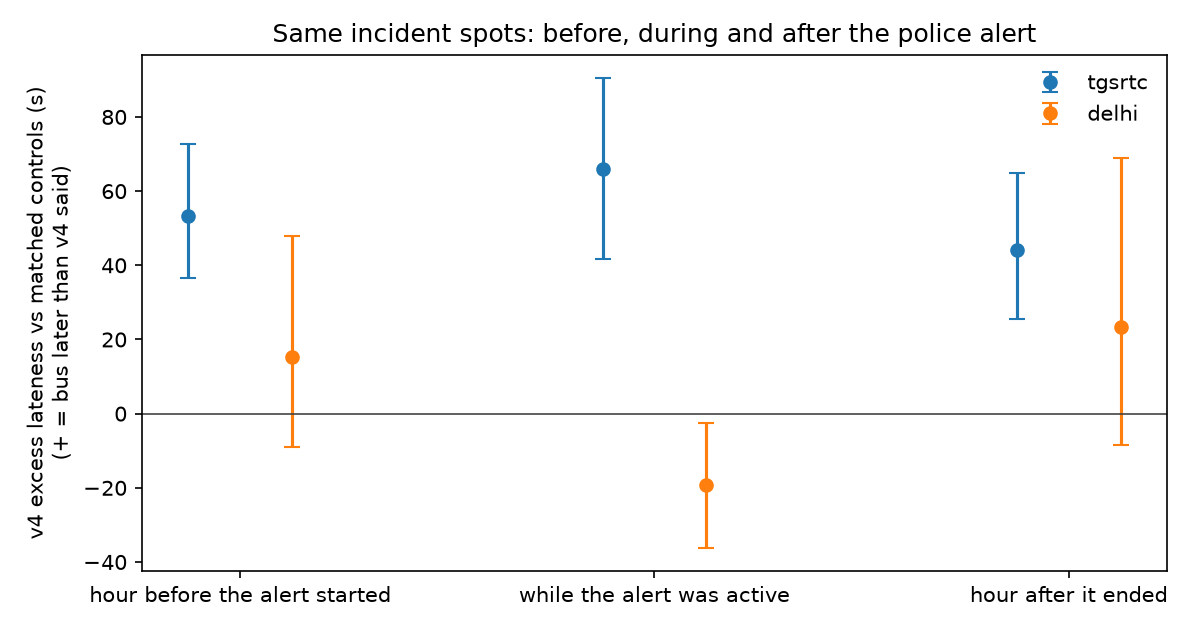 Same incident spots: before, during and after the police alert
v4 excess lateness vs matched controls (s)
(+ = bus later than v4 said)
80
60
40
20
0
−20
−40
tgsrtc
delhi
hour before the alert started
while the alert was active
hour after it ended